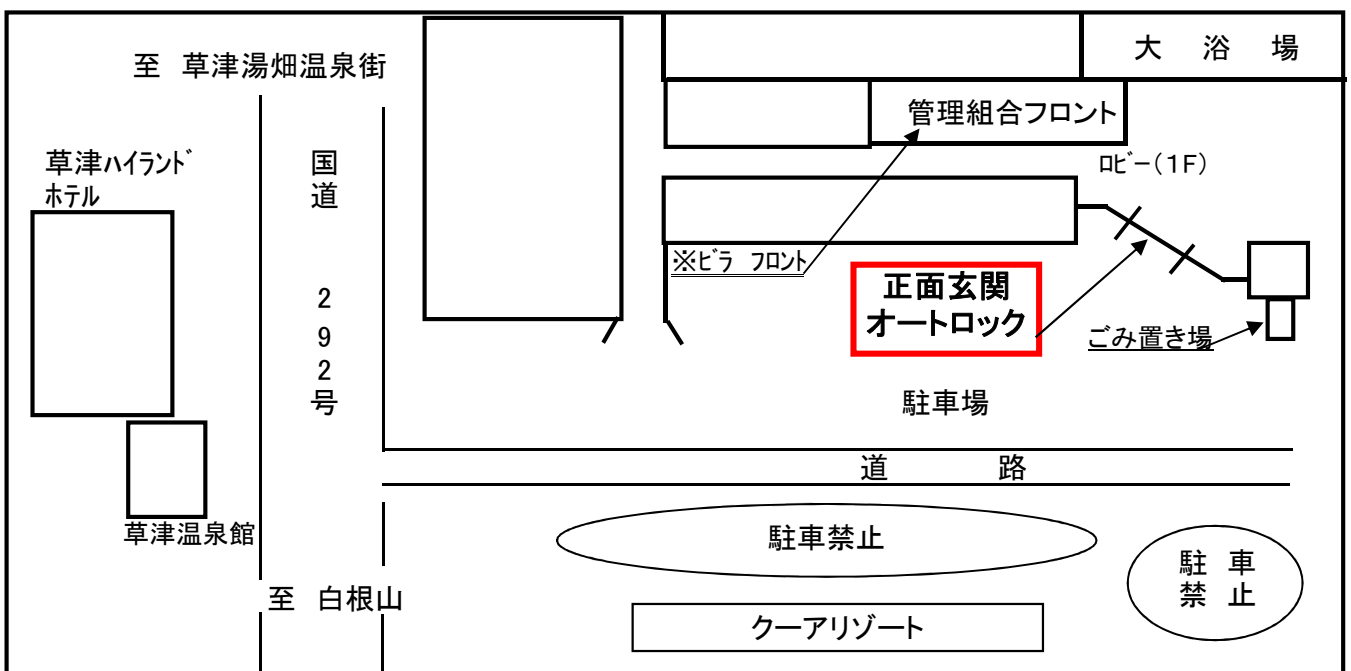 大 浴 場
至 草津湯畑温泉街
管理組合フロント
草津ﾊｲﾗﾝﾄﾞ
ﾎﾃﾙ
国道 292号
ﾛﾋﾞｰ(1F)
※ﾋﾞﾗ ﾌﾛﾝﾄ
正面玄関
オートロック
ごみ置き場
駐車場
道 路
草津温泉館
駐車禁止
駐 車
禁 止
至 白根山
クーアリゾート